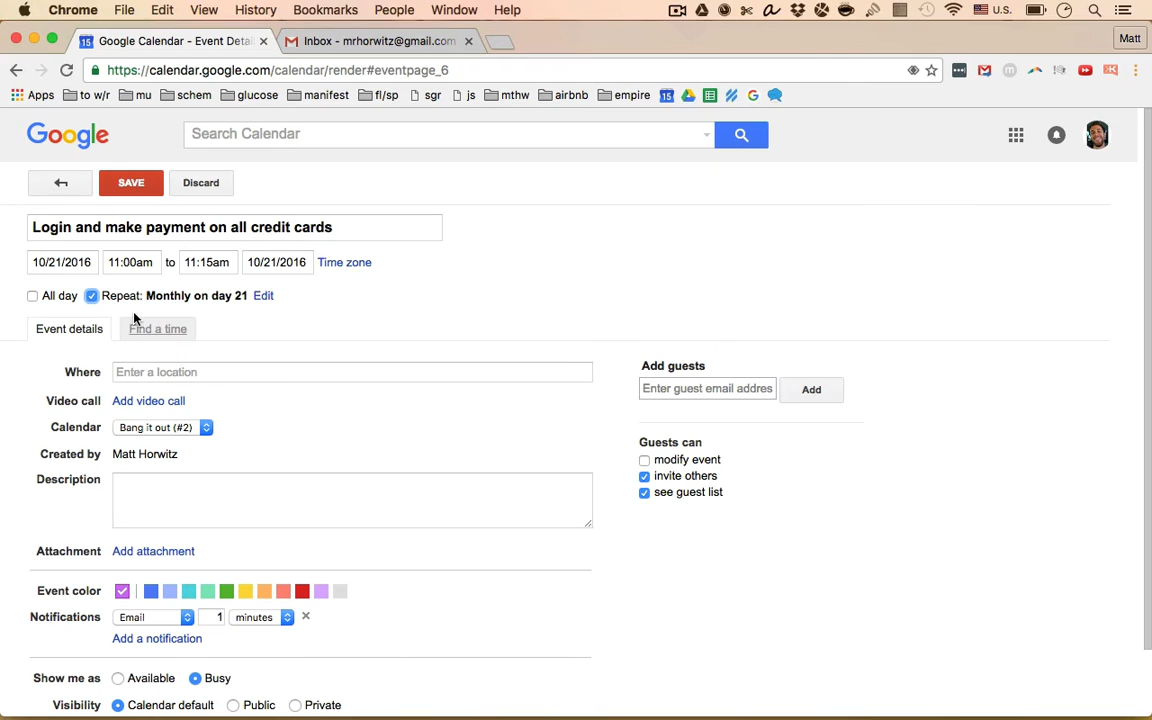 Chrome File Edit View History Bookmarks People Window Help U.S.
Google Calendar - Event Detai Inbox - mrhorwitz@gmail.com Matt
https://calendar.google.com/calendar/render#eventpage_6
Apps to w/r mu schem glucose manifest fl/sp sgr js mthw airbnb empire 15
Google Search Calendar
SAVE Discard
Login and make payment on all credit cards
10/21/2016 11:00am to 11:15am 10/21/2016 Time zone
All day Repeat: Monthly on day 21 Edit
Event details Find a time
Where Enter a location
Video call Add video call
Calendar Bang it out (#2)
Created by Matt Horwitz
Description
Attachment Add attachment
Event color
Notifications Email 1 minutes
Add a notification
Show me as Available Busy
Visibility Calendar default Public Private
Add guests
Enter guest email addres Add
Guests can
modify event
invite others
see guest list